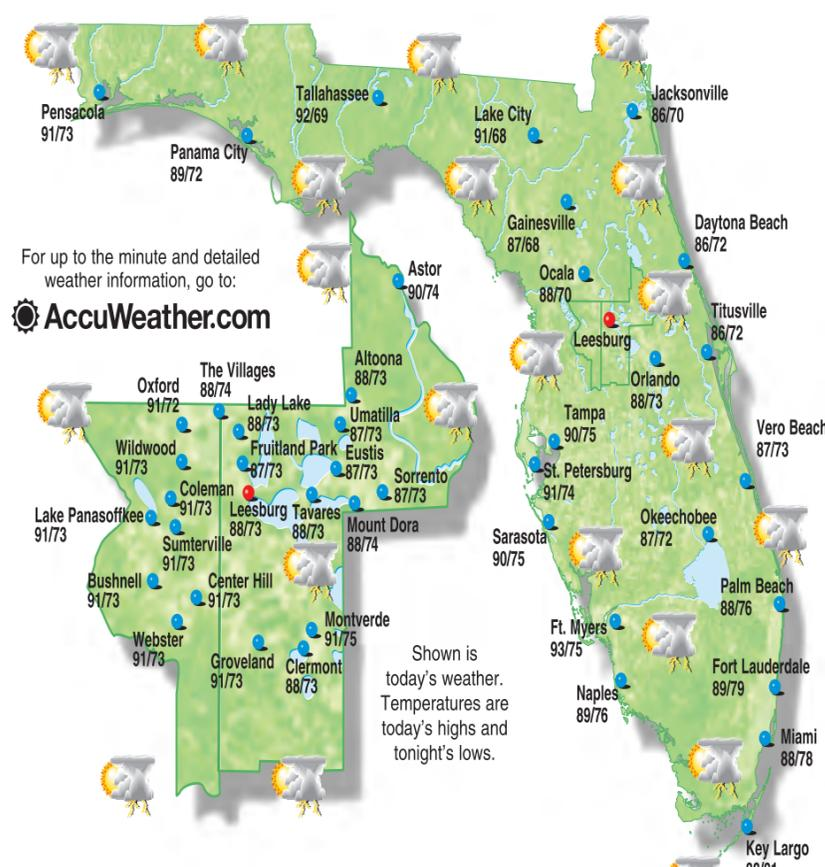 Pensacola
91/73
Panama City
89/72
Tallahassee
92/69
Lake City
91/68
Jacksonville
86/70
Gainesville
87/68
Daytona Beach
86/72
Ocala
88/70
Titusville
86/72
Leesburg
Orlando
88/73
Tampa
90/75
St. Petersburg
91/74
Vero Beach
87/73
Sarasota
90/75
Okeechobee
87/72
Palm Beach
88/76
Ft. Myers
93/75
Fort Lauderdale
89/79
Naples
89/76
Miami
88/78
Key Largo
For up to the minute and detailed
weather information, go to:
AccuWeather.com
Astor
90/74
Altoona
88/73
The Villages
88/74
Oxford
91/72
Lady Lake
88/73
Umatilla
87/73
Wildwood
91/73
Fruitland Park
87/73
Eustis
87/73
Coleman
91/73
Sorrento
87/73
Leesburg
88/73
Tavares
88/73
Mount Dora
88/74
Lake Panasoffkee
91/73
Sumterville
91/73
Bushnell
91/73
Center Hill
91/73
Webster
91/73
Montverde
91/75
Groveland
91/73
Clermont
88/73
Shown is
today's weather.
Temperatures are
today's highs and
tonight's lows.